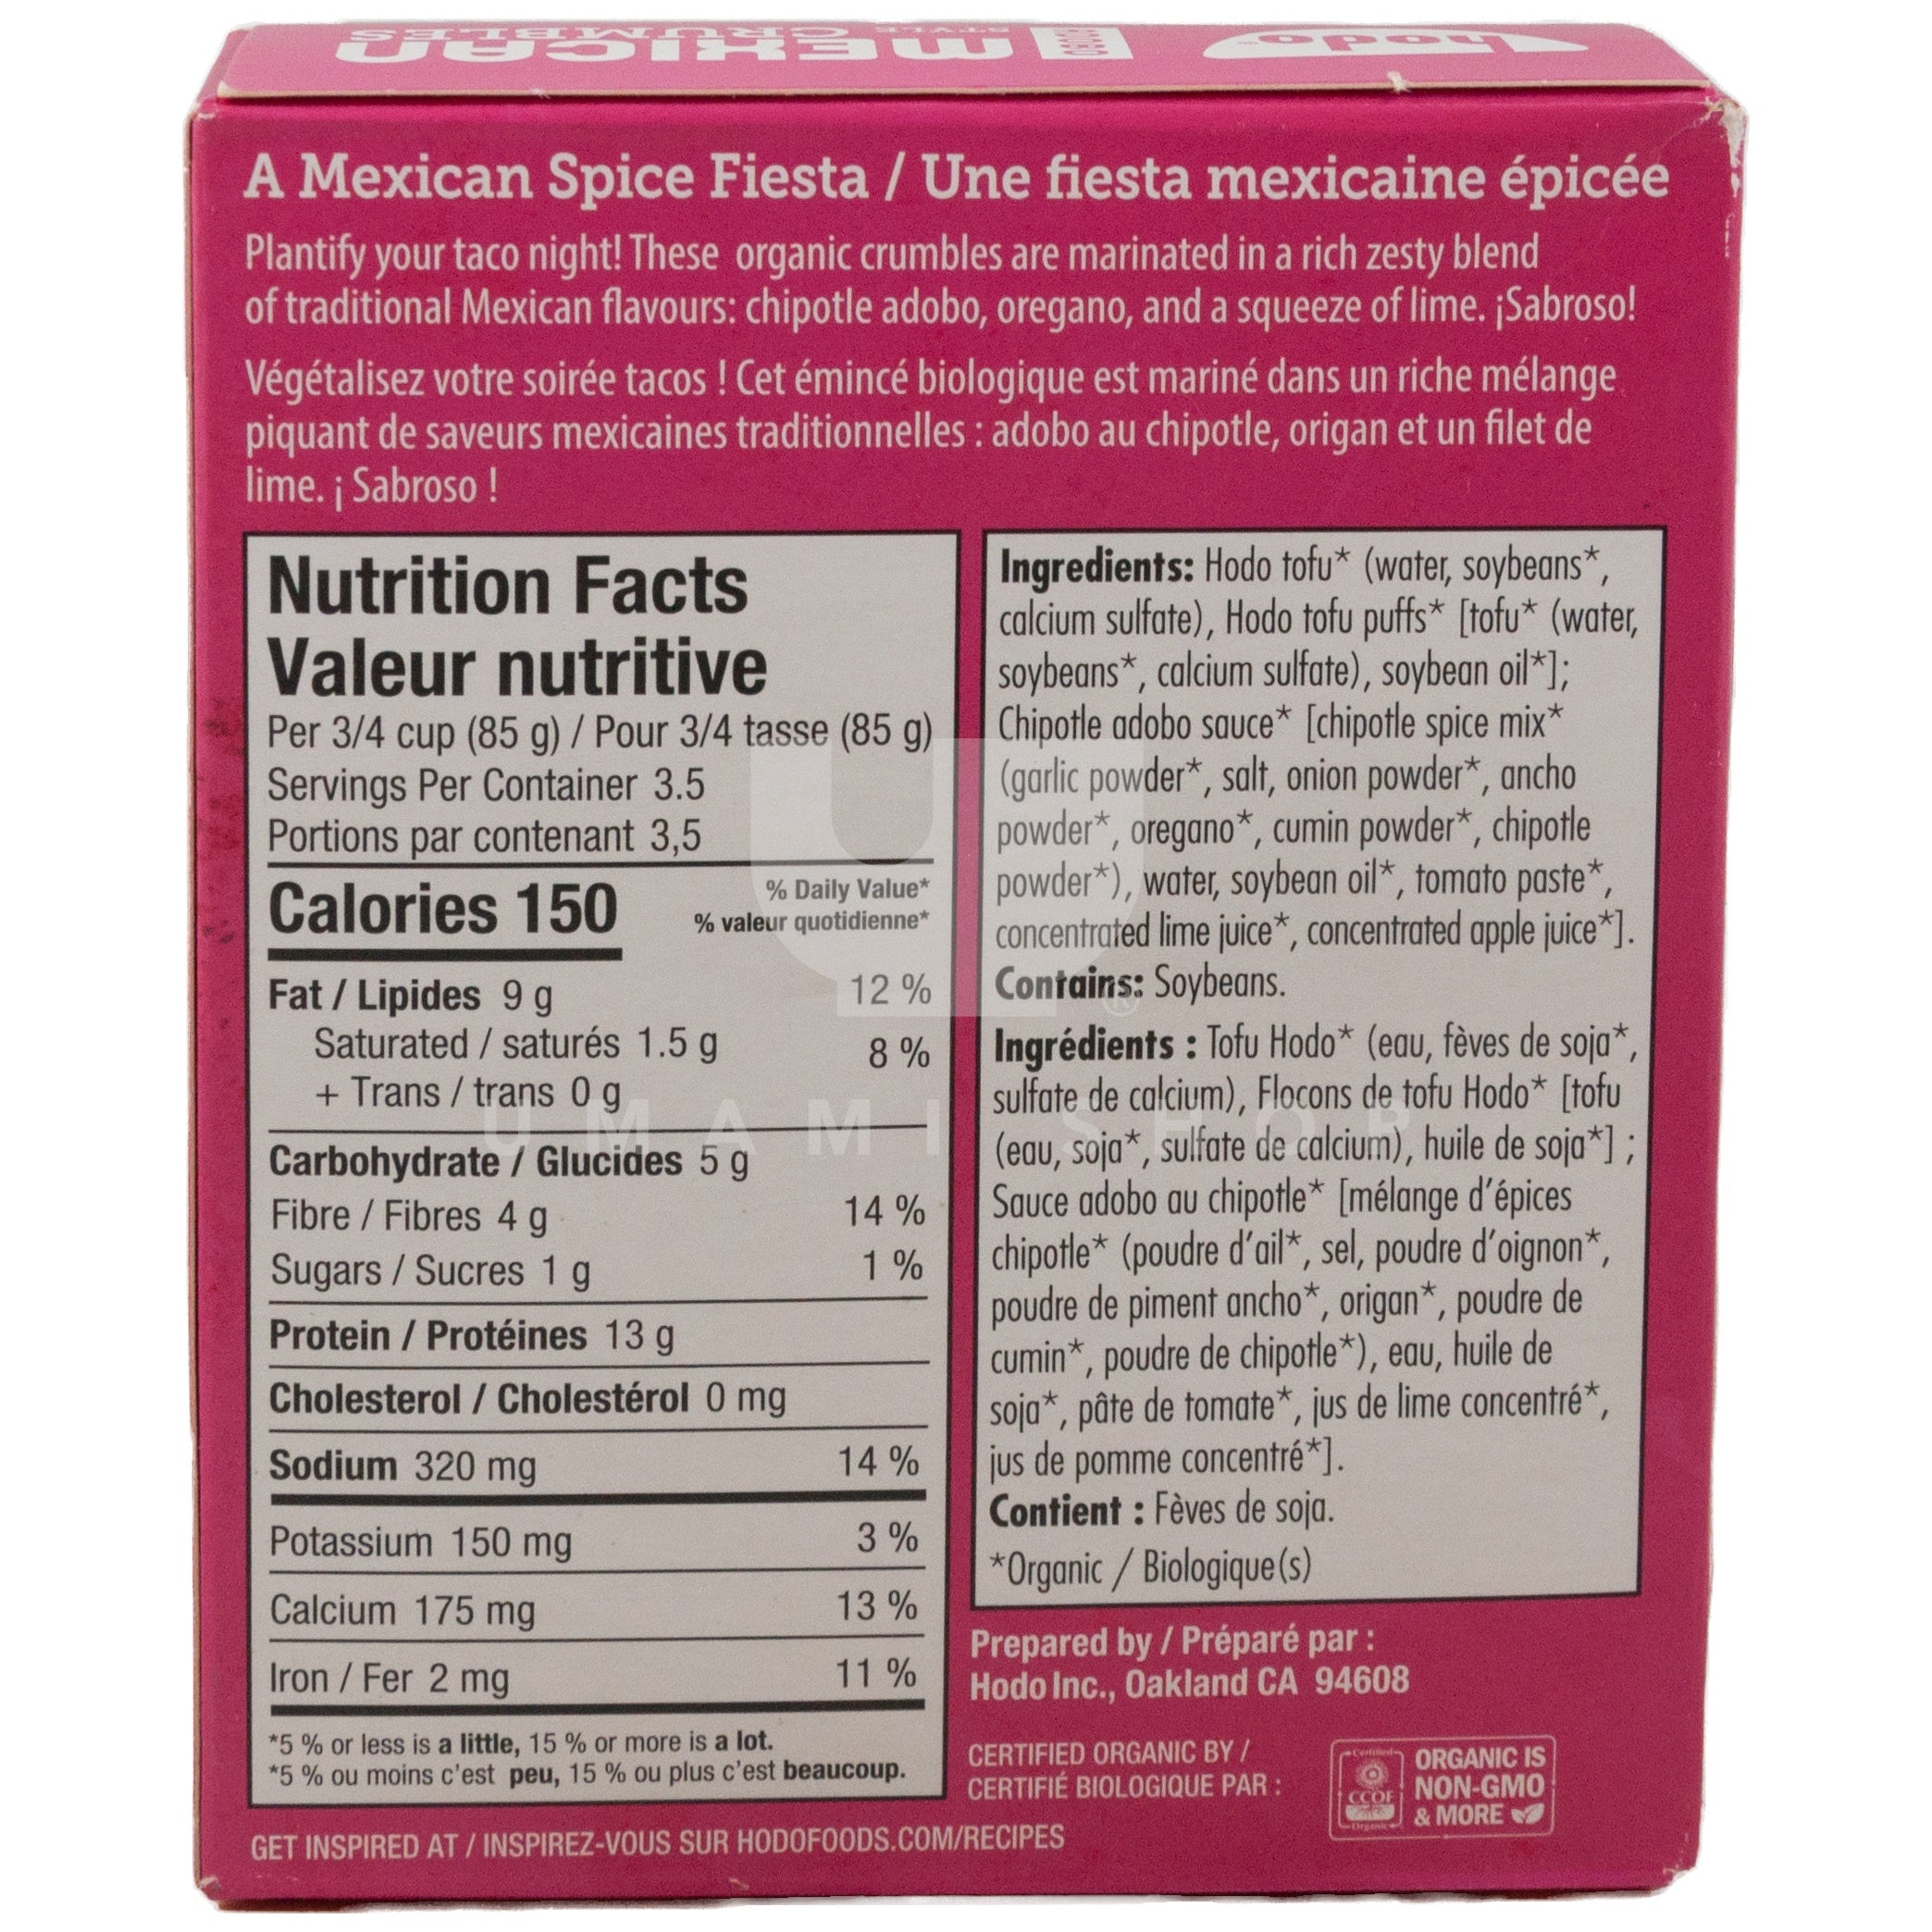 hodo
ADOBO
MEXICAN
STYLE CRUMBLES
A Mexican Spice Fiesta / Une fiesta mexicaine épicée
Plantify your taco night! These organic crumbles are marinated in a rich zesty blend
of traditional Mexican flavours: chipotle adobo, oregano, and a squeeze of lime. ¡Sabroso!
Végétalisez votre soirée tacos ! Cet émincé biologique est mariné dans un riche mélange
piquant de saveurs mexicaines traditionnelles : adobo au chipotle, origan et un filet de
lime. ¡ Sabroso !
Nutrition Facts
Valeur nutritive
Per 3/4 cup (85 g) / Pour 3/4 tasse (85 g)
Servings Per Container 3.5
Portions par contenant 3,5
Calories 150
% Daily Value*
% valeur quotidienne*
Fat / Lipides 9 g 12 %
Saturated / saturés 1.5 g 8 %
+ Trans / trans 0 g
Carbohydrate / Glucides 5 g
Fibre / Fibres 4 g 14 %
Sugars / Sucres 1 g 1 %
Protein / Protéines 13 g
Cholesterol / Cholestérol 0 mg
Sodium 320 mg 14 %
Potassium 150 mg 3 %
Calcium 175 mg 13 %
Iron / Fer 2 mg 11 %
*5 % or less is a little, 15 % or more is a lot.
*5 % ou moins c'est peu, 15 % ou plus c'est beaucoup.
Ingredients: Hodo tofu* (water, soybeans*,
calcium sulfate), Hodo tofu puffs* [tofu* (water,
soybeans*, calcium sulfate), soybean oil*];
Chipotle adobo sauce* [chipotle spice mix*
(garlic powder*, salt, onion powder*, ancho
powder*, oregano*, cumin powder*, chipotle
powder*), water, soybean oil*, tomato paste*,
concentrated lime juice*, concentrated apple juice*].
Contains: Soybeans.
Ingrédients : Tofu Hodo* (eau, fèves de soja*,
sulfate de calcium), Flocons de tofu Hodo* [tofu
(eau, soja*, sulfate de calcium), huile de soja*] ;
Sauce adobo au chipotle* [mélange d'épices
chipotle* (poudre d'ail*, sel, poudre d'oignon*,
poudre de piment ancho*, origan*, poudre de
cumin*, poudre de chipotle*), eau, huile de
soja*, pâte de tomate*, jus de lime concentré*,
jus de pomme concentré*].
Contient : Fèves de soja.
*Organic / Biologique(s)
Prepared by / Préparé par :
Hodo Inc., Oakland CA 94608
CERTIFIED ORGANIC BY /
CERTIFIÉ BIOLOGIQUE PAR :
Certified
CCOF
Organic
ORGANIC IS
NON-GMO
& MORE
GET INSPIRED AT / INSPIREZ-VOUS SUR HODOFOODS.COM/RECIPES
UMAMI SHOP